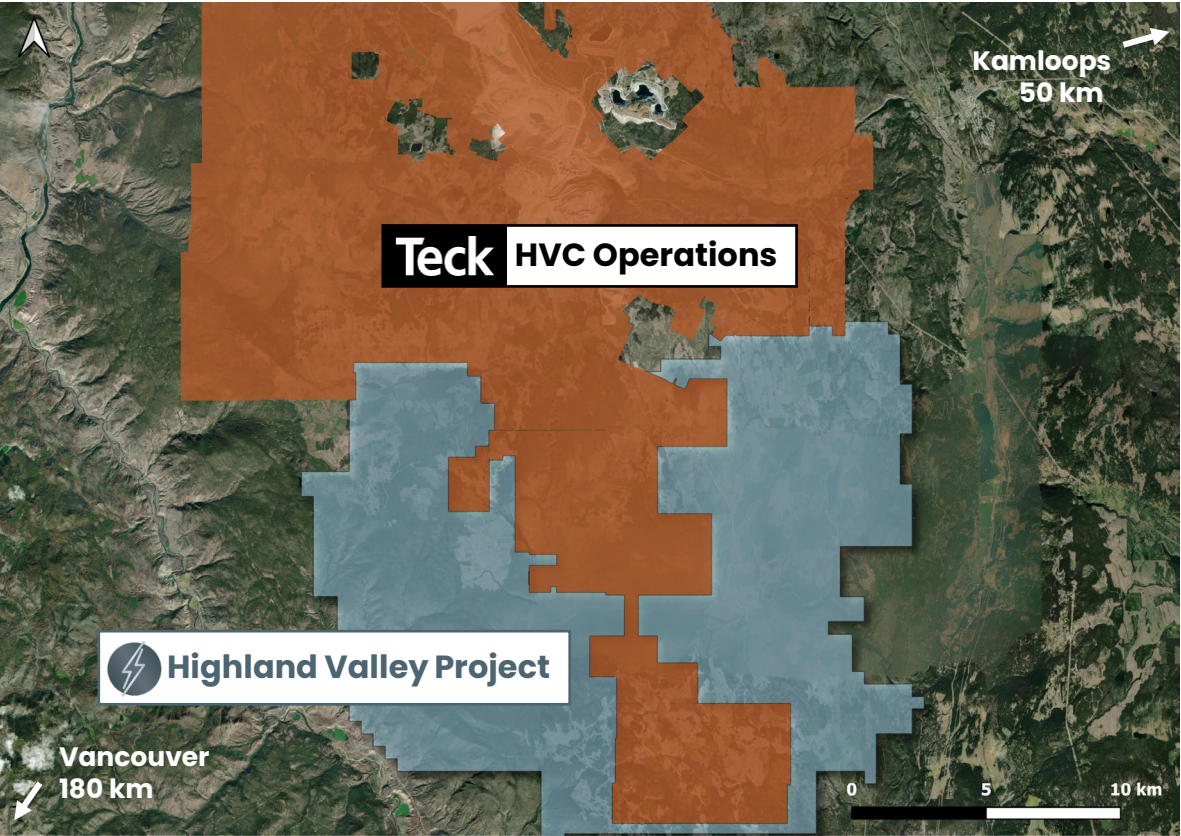 Kamloops
50 km
Teck HVC Operations
Highland Valley Project
Vancouver
180 km
0 5 10 km